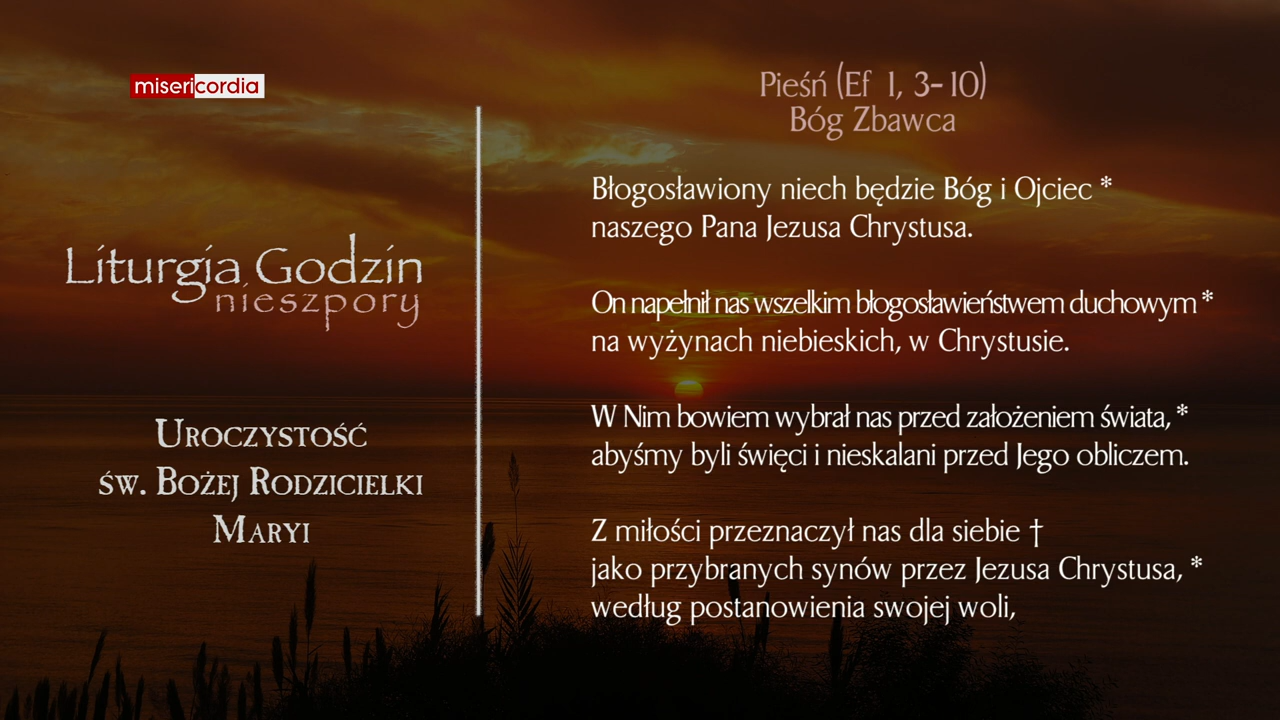 misericordia
Liturgia Godzin
nieszpory
Uroczystość
św. Bożej Rodzicielki
Maryi
Pieśń (Ef 1, 3-10)
Bóg Zbawca
Błogosławiony niech będzie Bóg i Ojciec *
naszego Pana Jezusa Chrystusa.
On napełnił nas wszelkim błogosławieństwem duchowym *
na wyżynach niebieskich, w Chrystusie.
W Nim bowiem wybrał nas przed założeniem świata, *
abyśmy byli święci i nieskalani przed Jego obliczem.
Z miłości przeznaczył nas dla siebie †
jako przybranych synów przez Jezusa Chrystusa, *
według postanowienia swojej woli,